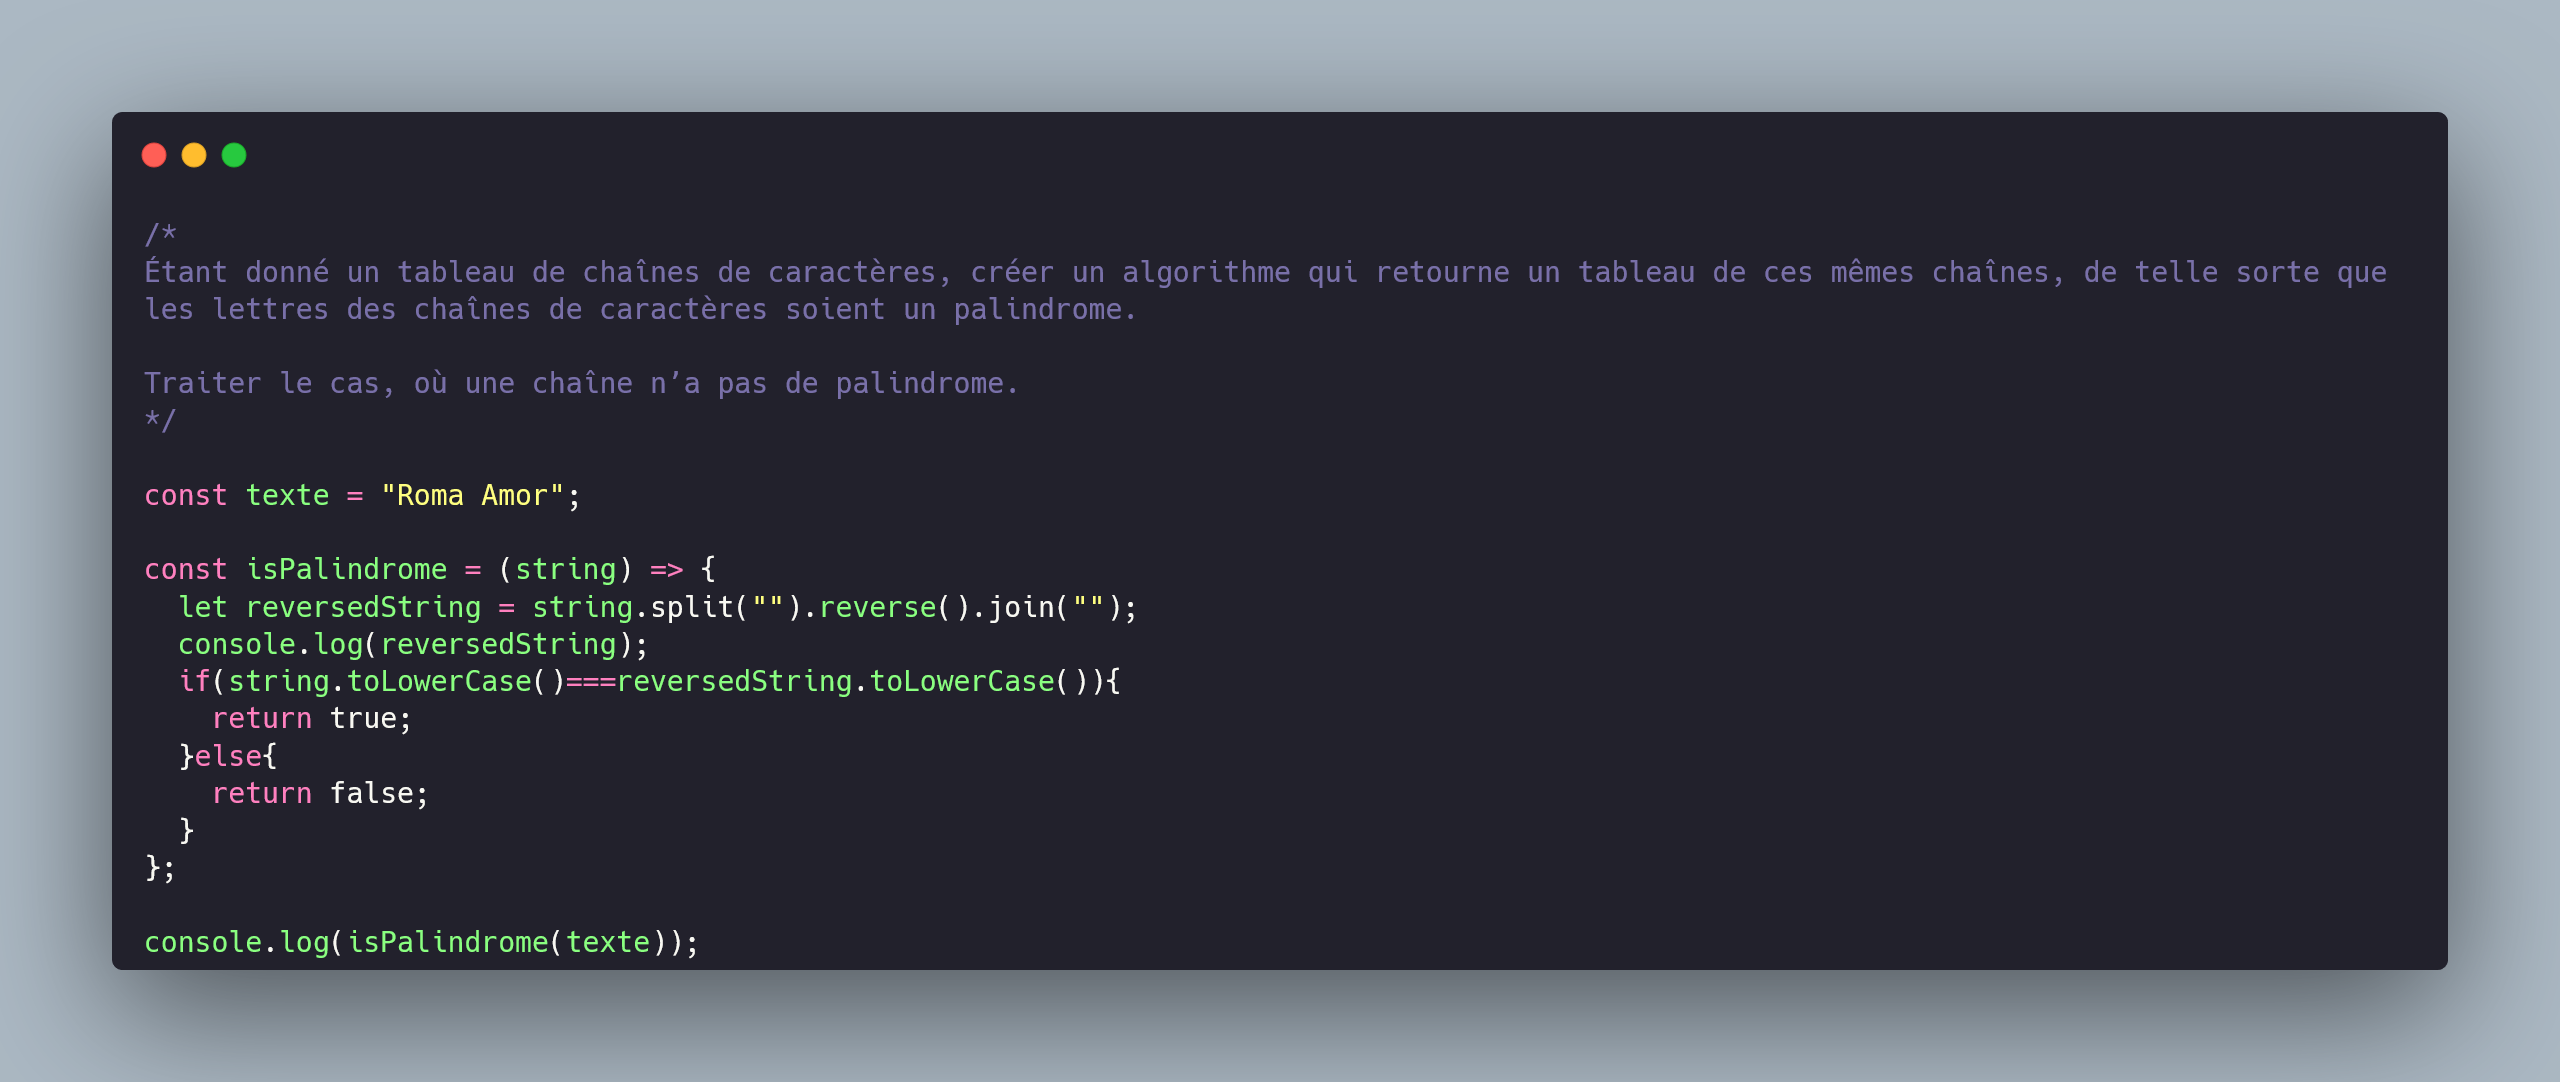 /*
Étant donné un tableau de chaînes de caractères, créer un algorithme qui retourne un tableau de ces mêmes chaînes, de telle sorte que
les lettres des chaînes de caractères soient un palindrome.

Traiter le cas, où une chaîne n’a pas de palindrome.
*/

const texte = "Roma Amor";

const isPalindrome = (string) => {
  let reversedString = string.split("").reverse().join("");
  console.log(reversedString);
  if(string.toLowerCase()===reversedString.toLowerCase()){
    return true;
  }else{
    return false;
  }
};

console.log(isPalindrome(texte));